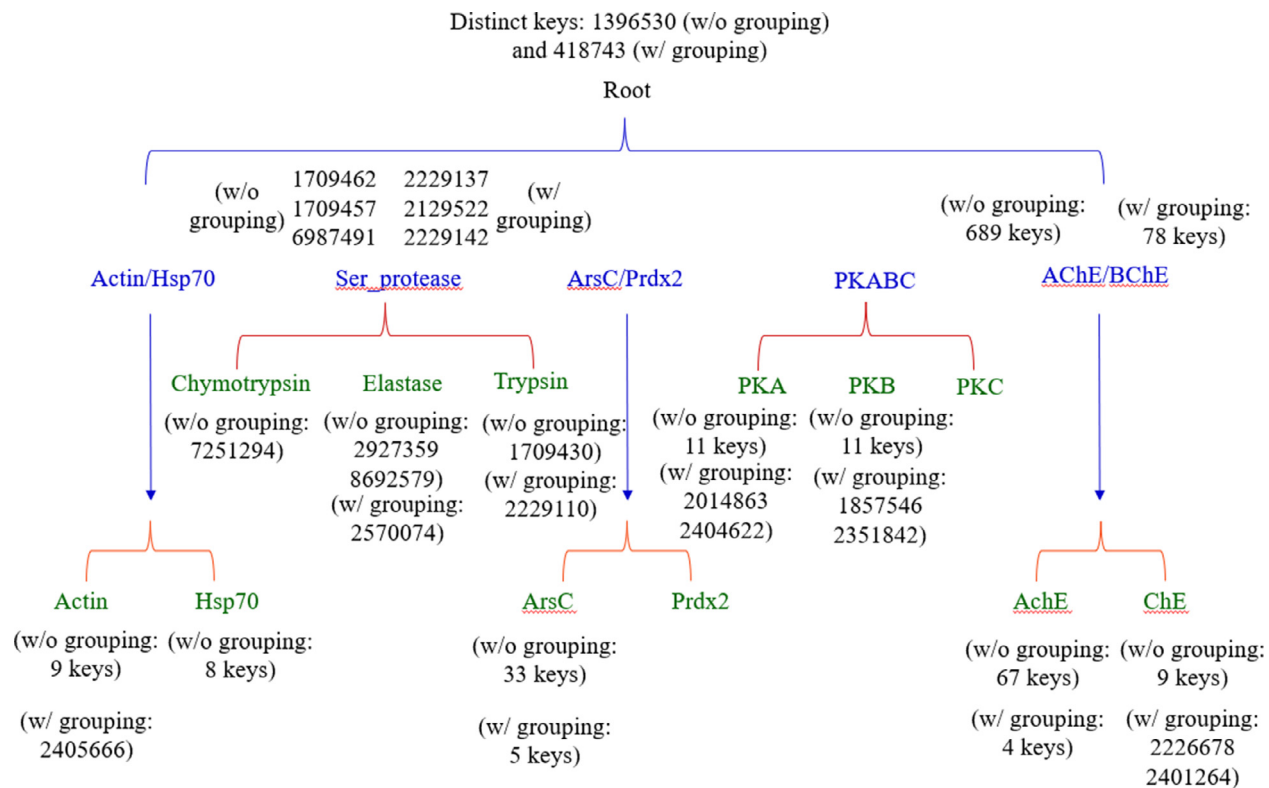 Distinct keys: 1396530 (w/o grouping)
and 418743 (w/ grouping)
Root
(w/o grouping)
1709462 2229137
1709457 2129522
6987491 2229142
(w/ grouping)
(w/o grouping:
689 keys)
(w/ grouping:
78 keys)
Actin/Hsp70
Ser_protease
ArsC/Prdx2
PKABC
AChE/BChE
Chymotrypsin
(w/o grouping:
7251294)
Elastase
(w/o grouping:
2927359
8692579)
(w/ grouping:
2570074)
Trypsin
(w/o grouping:
1709430)
(w/ grouping:
2229110)
PKA
(w/o grouping:
11 keys)
(w/ grouping:
2014863
2404622)
PKB
(w/o grouping:
11 keys)
(w/ grouping:
1857546
2351842)
PKC
Actin
(w/o grouping:
9 keys)
(w/ grouping:
2405666)
Hsp70
(w/o grouping:
8 keys)
ArsC
(w/o grouping:
33 keys)
(w/ grouping:
5 keys)
Prdx2
AchE
(w/o grouping:
67 keys)
(w/ grouping:
4 keys)
ChE
(w/o grouping:
9 keys)
(w/ grouping:
2226678
2401264)